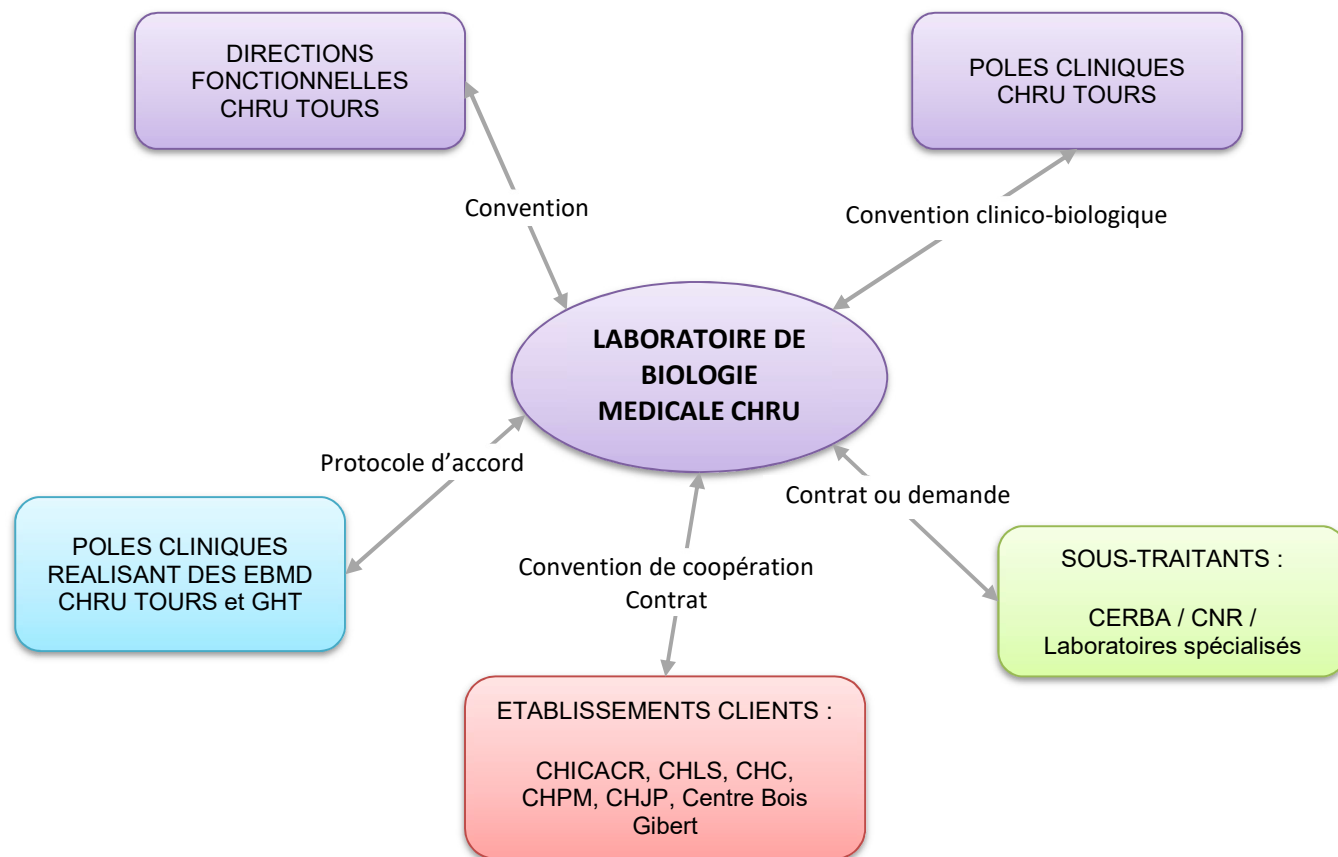 DIRECTIONS
FONCTIONNELLES
CHRU TOURS
POLES CLINIQUES
CHRU TOURS
Convention
Convention clinico-biologique
LABORATOIRE DE
BIOLOGIE
MEDICALE CHRU
Protocole d’accord
Contrat ou demande
POLES CLINIQUES
REALISANT DES EBMD
CHRU TOURS et GHT
Convention de coopération
Contrat
SOUS-TRAITANTS :
CERBA / CNR /
Laboratoires spécialisés
ETABLISSEMENTS CLIENTS :
CHICACR, CHLS, CHC,
CHPM, CHJP, Centre Bois
Gibert